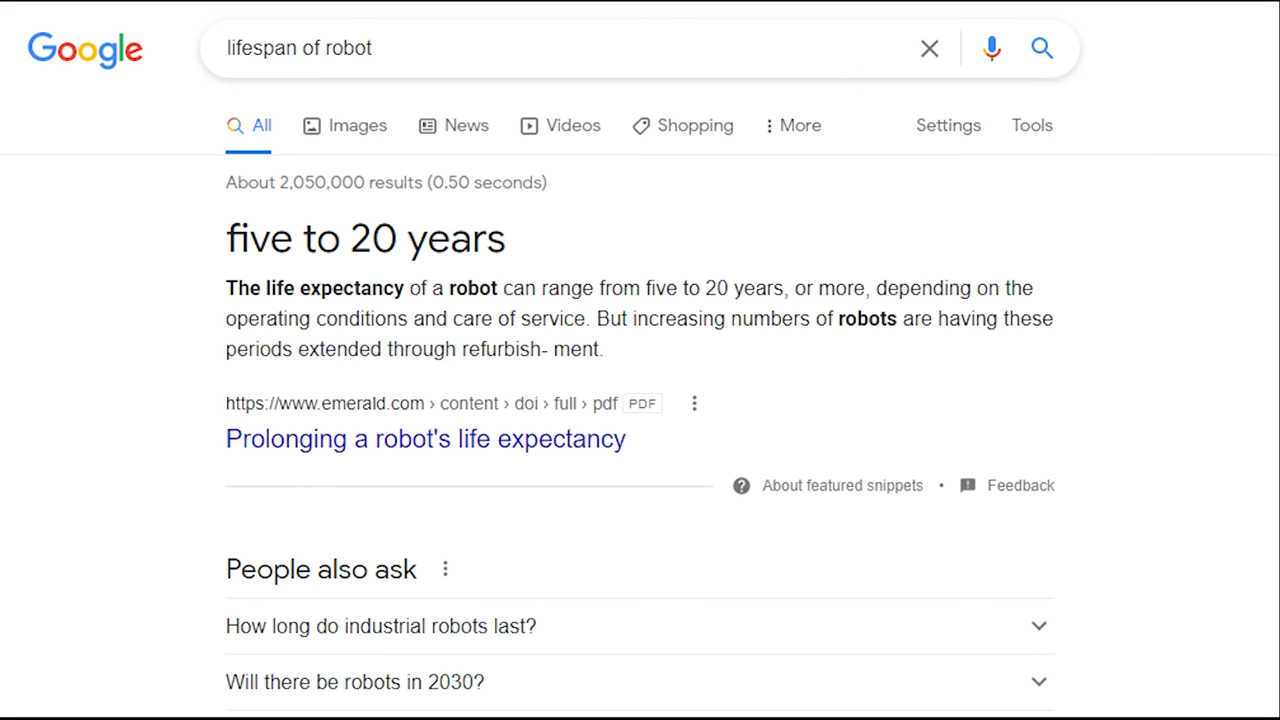 Google
lifespan of robot
All Images News Videos Shopping More Settings Tools
About 2,050,000 results (0.50 seconds)
five to 20 years
The life expectancy of a robot can range from five to 20 years, or more, depending on the
operating conditions and care of service. But increasing numbers of robots are having these
periods extended through refurbish- ment.
https://www.emerald.com › content › doi › full › pdf PDF
Prolonging a robot's life expectancy
About featured snippets • Feedback
People also ask
How long do industrial robots last?
Will there be robots in 2030?